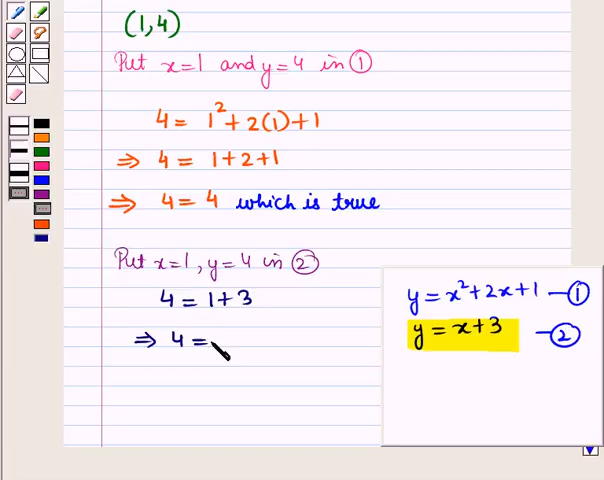 (1,4)
Put x=1 and y=4 in ①
4 = 1² + 2(1) + 1
⇒ 4 = 1+2+1
⇒ 4 = 4 which is true
Put x=1, y=4 in ②
4 = 1+3
⇒ 4 =
y = x²+2x+1 —①
y = x+3 —②